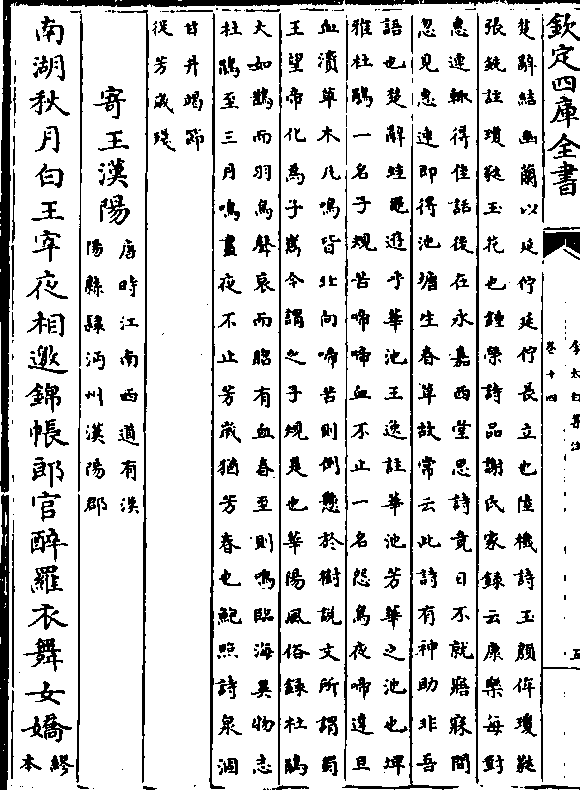 欽定四庫全書
李太白集注
卷十四
五
楚辭結幽蘭以延佇延佇長立也陸機詩玉顔侔瓊蕤
張銑註瓊蕤玉花也鍾嶸詩品謝氏家録云康樂每對
惠連輒得佳語後在永嘉西堂思詩竟日不就寤寐間
忽見惠連即得池塘生春草故常云此詩有神助非吾
語也楚辭蛙黽遊乎華池王逸註華池芳華之池也埤
雅杜鵑一名子規苦啼啼血不止一名怨鳥夜啼達旦
血漬草木凡鳴皆北向啼苦則倒懸於樹説文所謂蜀
王望帝化為子嶲今謂之子規是也華陽風俗録杜鵑
大如鵲而羽烏聲哀而吻有血春至則鳴臨海異物志
杜鵑至三月鳴晝夜不止芳歲猶芳春也鮑照詩泉涸
甘井竭節
從芳歲殘
寄王漢陽
唐時江南西道有漢
陽縣隸沔州漢陽郡
南湖秋月白王宰夜相邀錦帳郎官醉羅衣舞女嬌
繆
本